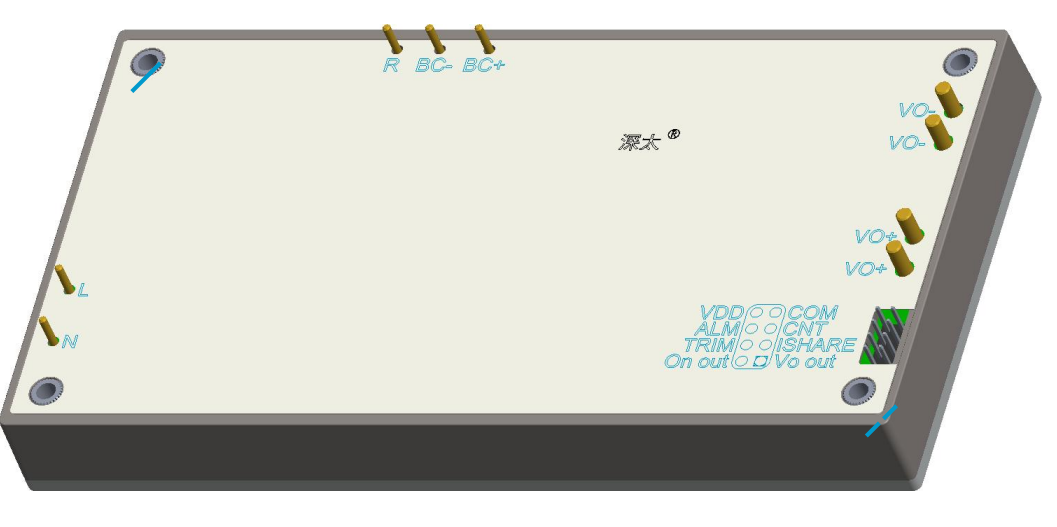 R BC- BC+
VO-
深太®
VO-
VO+
VO+
L
VDD COM
ALM CNT
N
TRIM ISHARE
On out Vo out